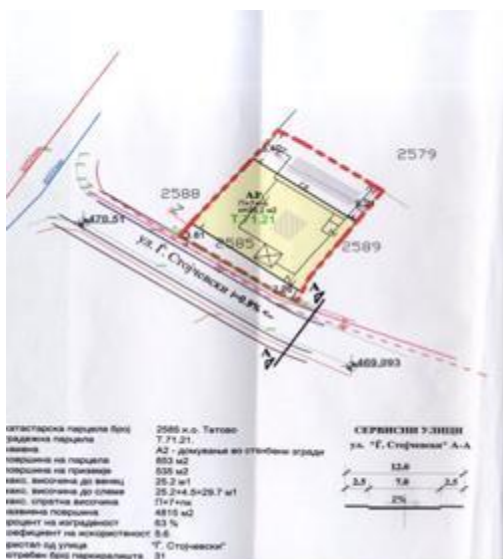 2579
2588
А2
Т.71.21
2585
2589
470,51
ул. Ѓ. Стојчевски i=0.9%
469,093
катастарска парцела број 2585 к.о. Тетово
градежна парцела Т.71.21.
намена А2 - домување во станбени згради
површина на парцела 853 м2
површина на приземје 535 м2
макс. височина до венец 25.2 м1
макс. височина до слеме 25.2+4.5=29.7 м1
макс. спратна височина П+7+пк
развиена површина 4815 м2
процент на изграденост 63 %
коефициент на искористеност 5.6
пристап од улица "Ѓ. Стојчевски"
потребен број паркиралишта 31
СЕРВИСНИ УЛИЦИ
ул. "Ѓ. Стојчевски" А-А
12.0
2.5 7.0 2.5
2%